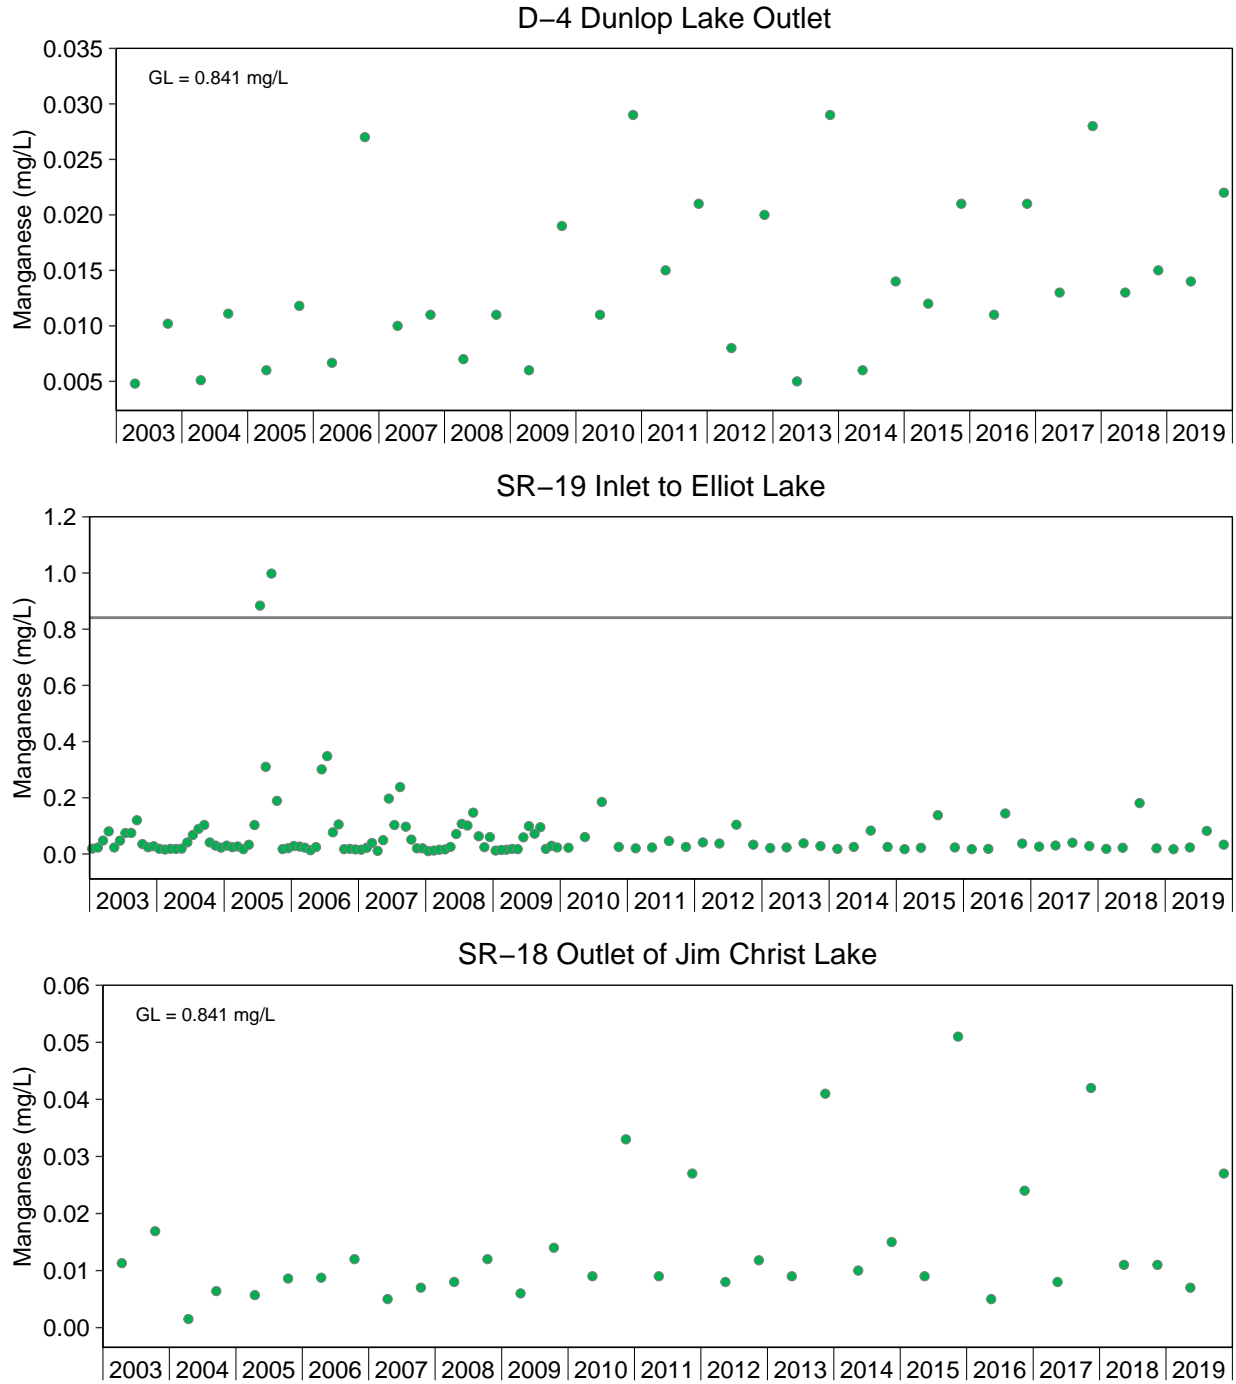 D−4 Dunlop Lake Outlet
0.035
0.030
0.025
0.020
0.015
0.010
0.005
Manganese (mg/L)
GL = 0.841 mg/L
2003 2004 2005 2006 2007 2008 2009 2010 2011 2012 2013 2014 2015 2016 2017 2018 2019
SR−19 Inlet to Elliot Lake
1.2
1.0
0.8
0.6
0.4
0.2
0.0
Manganese (mg/L)
2003 2004 2005 2006 2007 2008 2009 2010 2011 2012 2013 2014 2015 2016 2017 2018 2019
SR−18 Outlet of Jim Christ Lake
0.06
0.05
0.04
0.03
0.02
0.01
0.00
Manganese (mg/L)
GL = 0.841 mg/L
2003 2004 2005 2006 2007 2008 2009 2010 2011 2012 2013 2014 2015 2016 2017 2018 2019